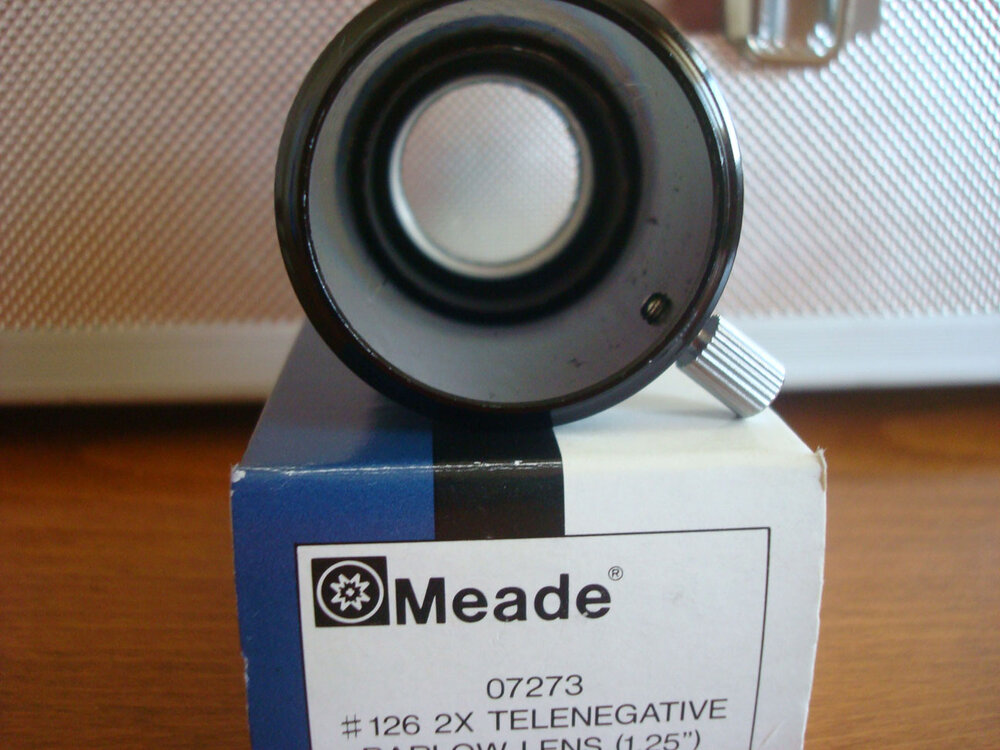 Meade®
07273
#126 2X TELENEGATIVE
BARLOW LENS (1.25")